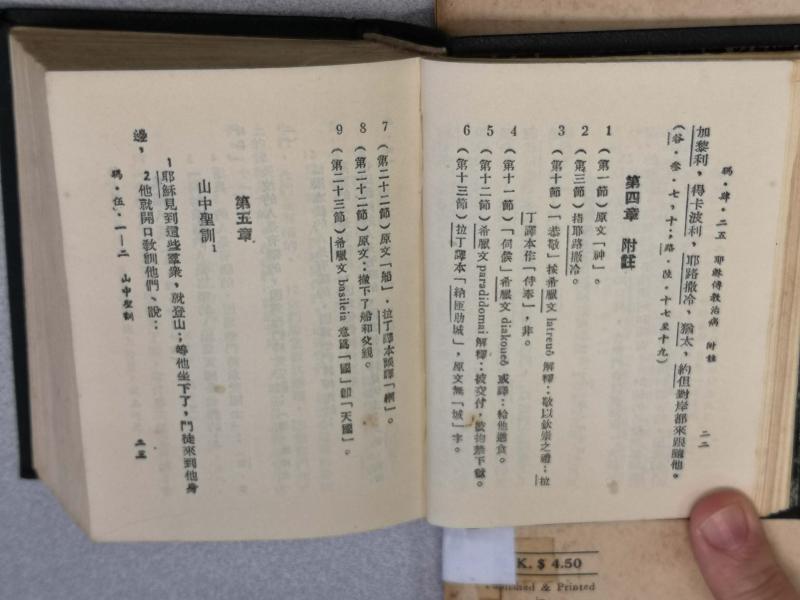 瑪·肆·二五 耶穌傳教治病 附註 二二
加黎利，得卡波利，耶路撒冷，猶太，約但對岸都來跟隨他。
（谷·叁·七，十；路·陸·十七至十九）
第四章 附註
1（第一節）原文「神」。
2（第三節）指耶路撒冷。
3（第十節）「恭敬」按希臘文 latreuō 解釋：敬以欽崇之禮；拉
丁譯本作「侍奉」，非。
4（第十一節）「伺候」希臘文 diakoueō 或譯：給他進食。
5（第十二節）希臘文 paradidomai 解釋：被交付，被拘禁下獄。
6（第十三節）拉丁譯本「納匝肋城」，原文無「城」字。
7（第二十二節）原文「船」，拉丁譯本誤譯「網」。
8（第二十二節）原文：撇下了船和父親。
9（第二十三節）希臘文 basileia 意爲「國」卽「天國」。
第五章
山中聖訓1
1耶穌見到這些羣衆，就登山；等他坐下了，門徒來到他身
邊，2他就開口敎訓他們、說：
瑪·伍·一—二 山中聖訓 二三
K. $ 4.50
Published & Printed